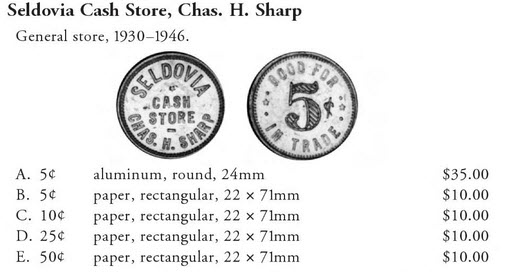 Seldovia Cash Store, Chas. H. Sharp
General store, 1930–1946.
SELDOVIA
CASH
STORE
CHAS. H. SHARP
GOOD FOR
5¢
IN TRADE
A. 5¢ aluminum, round, 24mm $35.00
B. 5¢ paper, rectangular, 22 × 71mm $10.00
C. 10¢ paper, rectangular, 22 × 71mm $10.00
D. 25¢ paper, rectangular, 22 × 71mm $10.00
E. 50¢ paper, rectangular, 22 × 71mm $10.00